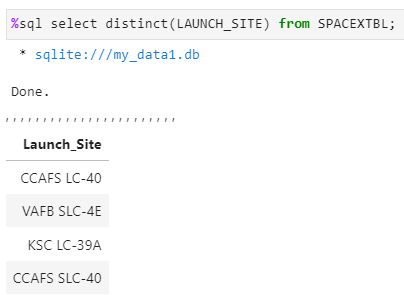 %sql select distinct(LAUNCH_SITE) from SPACEXTBL;
* sqlite:///my_data1.db
Done.
,,,,,,,,,,,,,,,,,,,,,,,
Launch_Site
CCAFS LC-40
VAFB SLC-4E
KSC LC-39A
CCAFS SLC-40